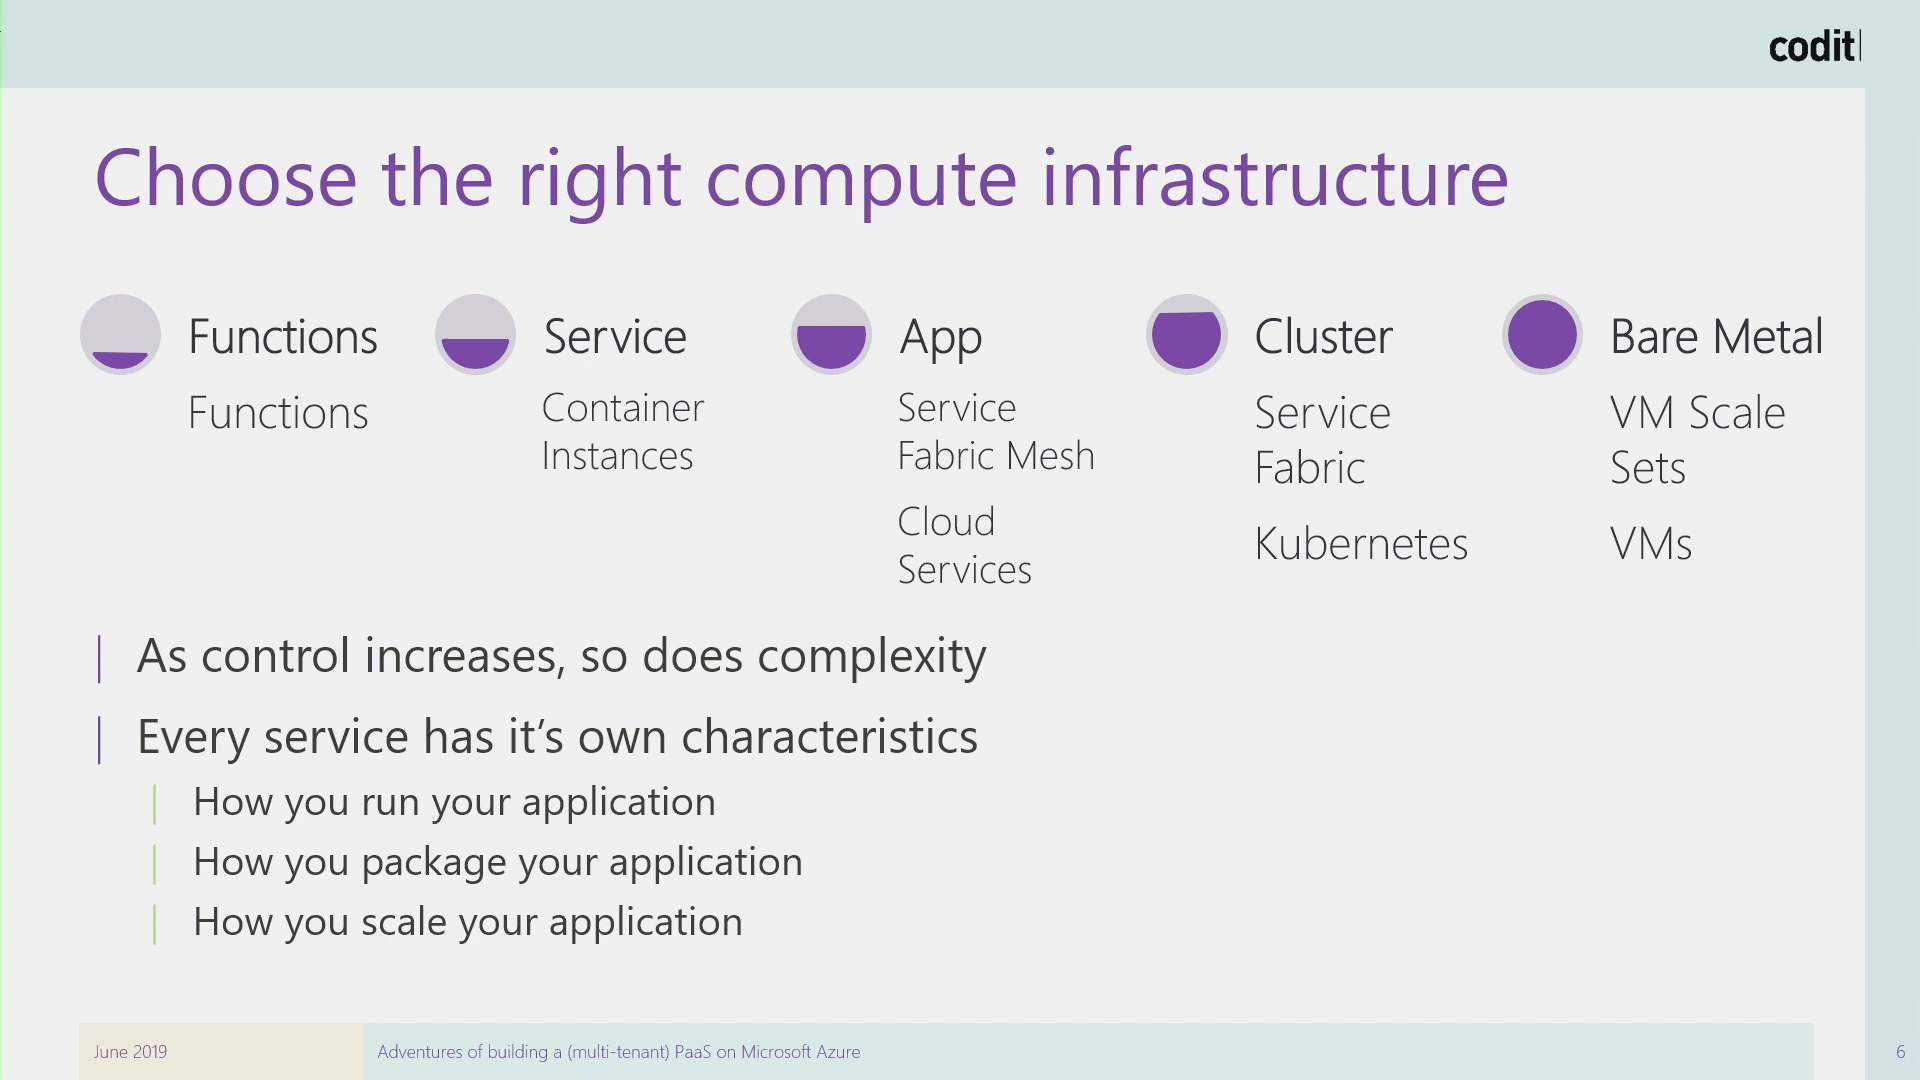 codit
Choose the right compute infrastructure
Functions
Functions
Service
Container
Instances
App
Service
Fabric Mesh
Cloud
Services
Cluster
Service
Fabric
Kubernetes
Bare Metal
VM Scale
Sets
VMs
As control increases, so does complexity
Every service has it’s own characteristics
How you run your application
How you package your application
How you scale your application
June 2019
Adventures of building a (multi-tenant) PaaS on Microsoft Azure
6